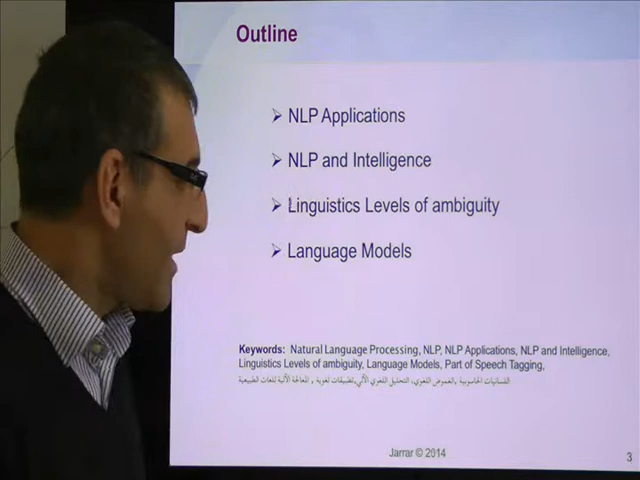 Outline
NLP Applications
NLP and Intelligence
Linguistics Levels of ambiguity
Language Models
Keywords: Natural Language Processing, NLP, NLP Applications, NLP and Intelligence,
Linguistics Levels of ambiguity, Language Models, Part of Speech Tagging,
اللسانيات الحاسوبية ,الغموض اللغوي, التحليل اللغوي الآلي,تطبيقات لغوية , المعالجة الآلية للغات الطبيعية
Jarrar © 2014
3